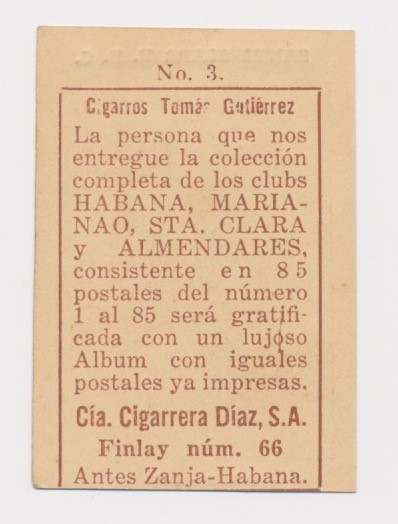 No. 3.
Cigarros Tomás Gutiérrez
La persona que nos
entregue la colección
completa de los clubs
HABANA, MARIA-
NAO, STA. CLARA
y ALMENDARES,
consistente en 85
postales del número
1 al 85 será gratifi-
cada con un lujoso
Album con iguales
postales ya impresas.
Cía. Cigarrera Díaz, S.A.
Finlay núm. 66
Antes Zanja-Habana.